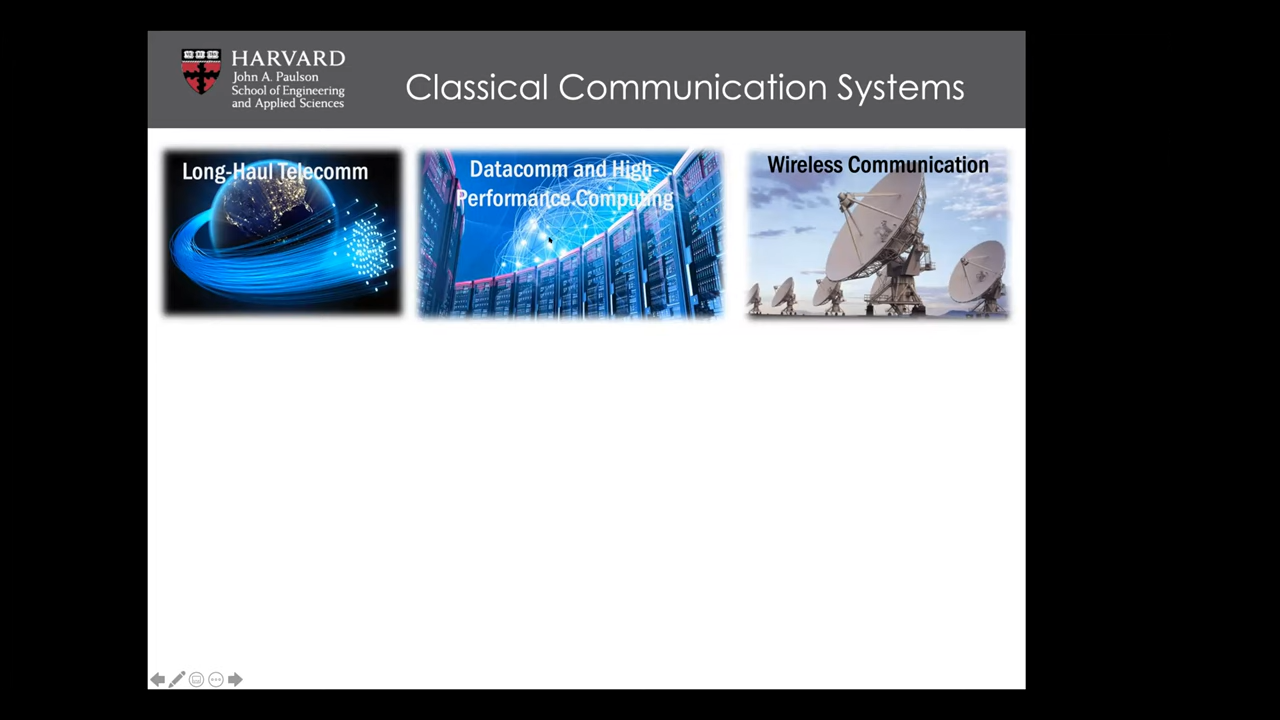 HARVARD
John A. Paulson
School of Engineering
and Applied Sciences
Classical Communication Systems
Long-Haul Telecomm
Datacomm and High-
Performance Computing
Wireless Communication